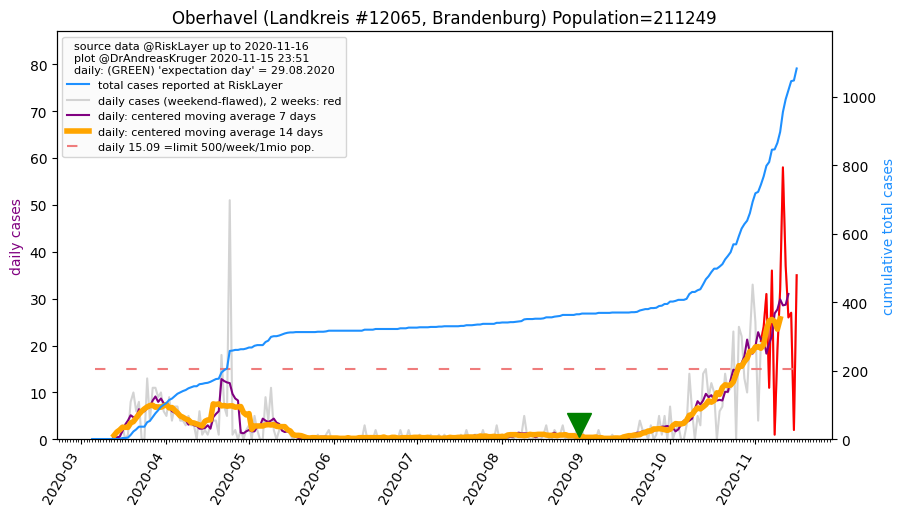 Oberhavel (Landkreis #12065, Brandenburg) Population=211249
source data @RiskLayer up to 2020-11-16
plot @DrAndreasKruger 2020-11-15 23:51
daily: (GREEN) 'expectation day' = 29.08.2020
total cases reported at RiskLayer
daily cases (weekend-flawed), 2 weeks: red
daily: centered moving average 7 days
daily: centered moving average 14 days
daily 15.09 =limit 500/week/1mio pop.
daily cases
80
70
60
50
40
30
20
10
0
cumulative total cases
1000
800
600
400
200
0
2020-03
2020-04
2020-05
2020-06
2020-07
2020-08
2020-09
2020-10
2020-11